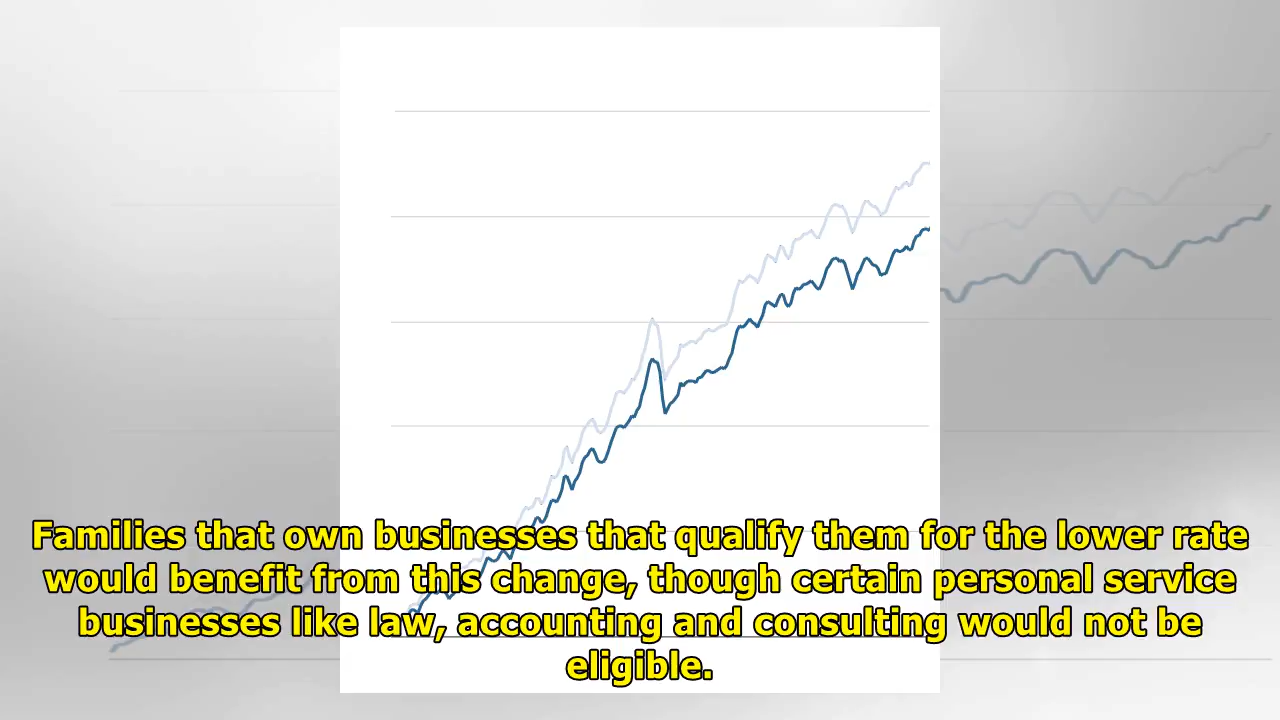 Families that own businesses that qualify them for the lower rate
would benefit from this change, though certain personal service
businesses like law, accounting and consulting would not be
eligible.